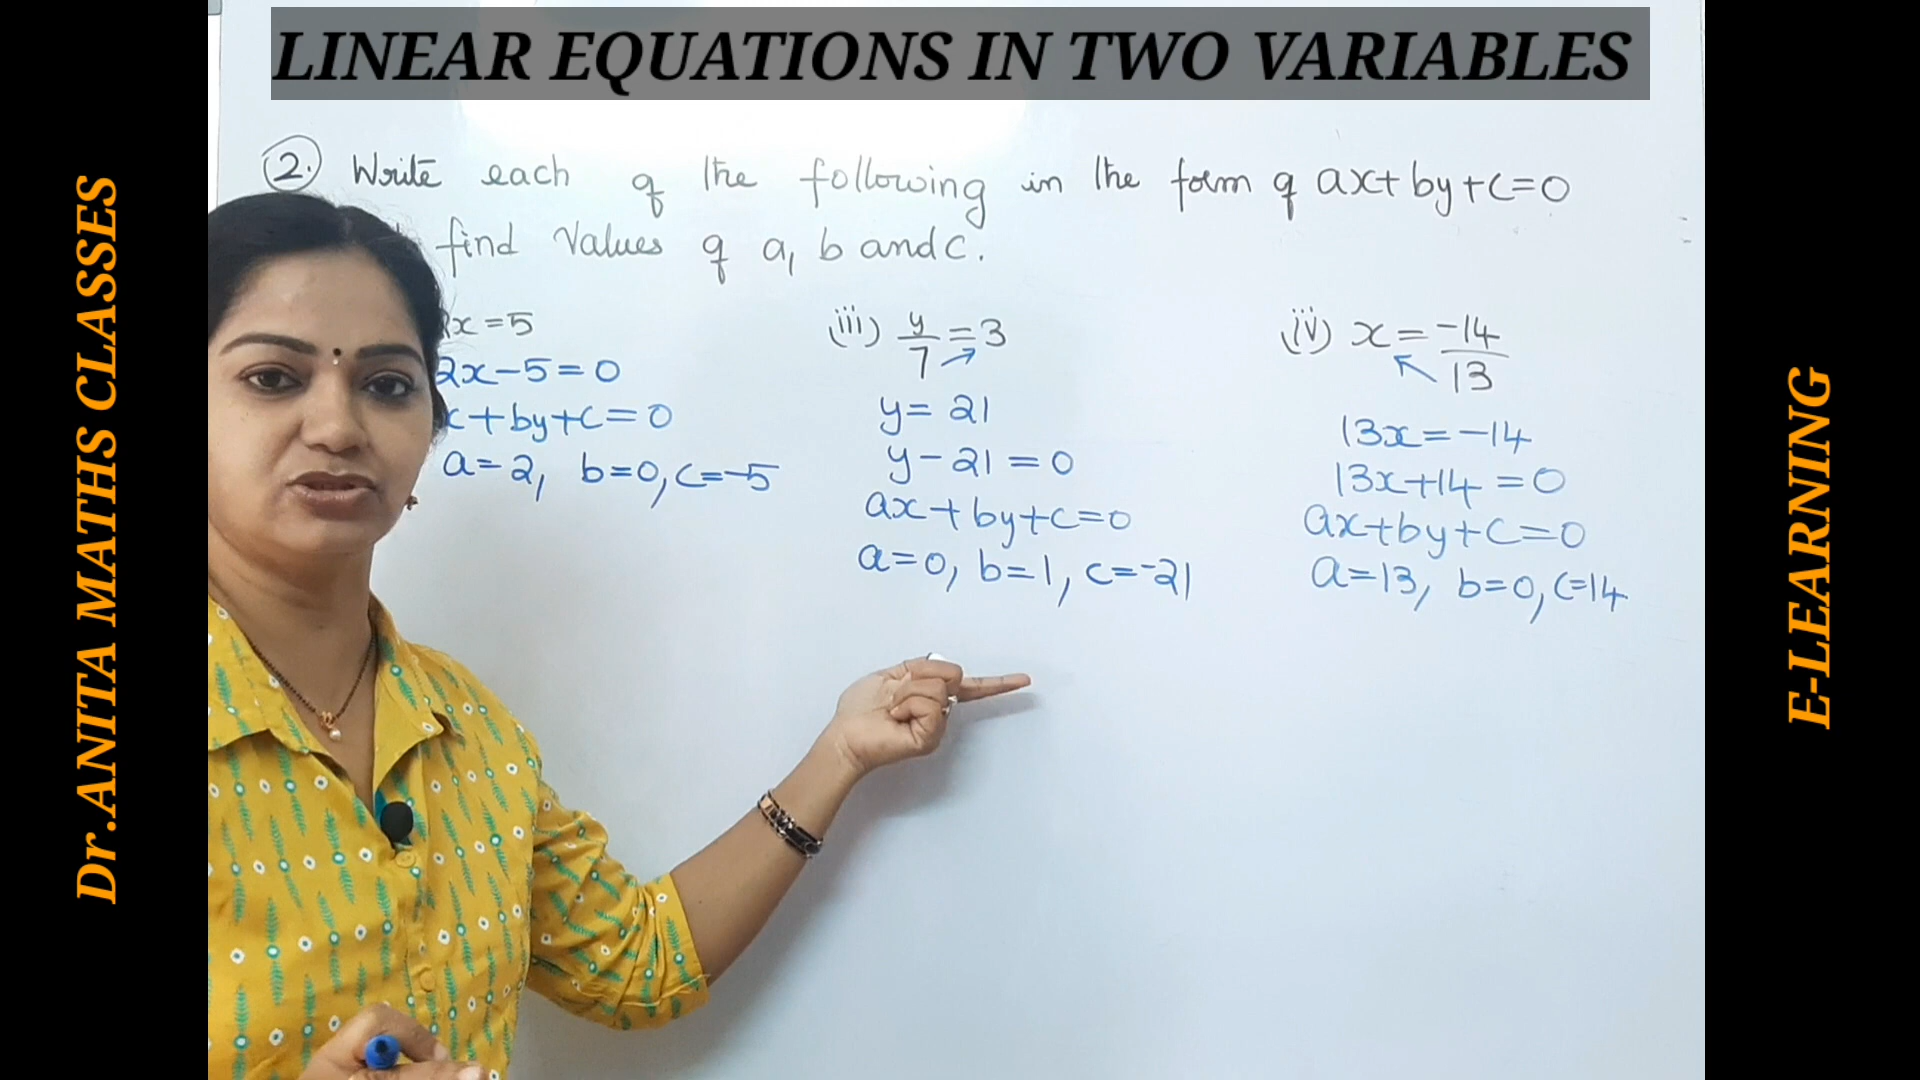 LINEAR EQUATIONS IN TWO VARIABLES
Dr.ANITA MATHS CLASSES
E-LEARNING
2. Write each of the following in the form of ax+by+c=0
find Values of a, b and c.
x=5
2x-5=0
x+by+c=0
a=2, b=0, c=-5
(iii) y/7=3
y=21
y-21=0
ax+by+c=0
a=0, b=1, c=-21
(iv) x=-14/13
13x=-14
13x+14=0
ax+by+c=0
a=13, b=0, c=14